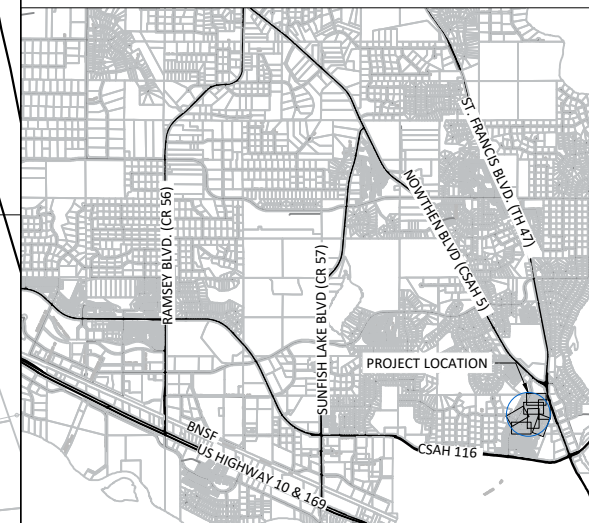 ST. FRANCIS BLVD. (TH 47)
NOWTHEN BLVD (CSAH 5)
RAMSEY BLVD. (CR 56)
SUNFISH LAKE BLVD (CR 57)
PROJECT LOCATION
BNSF
US HIGHWAY 10 & 169
CSAH 116